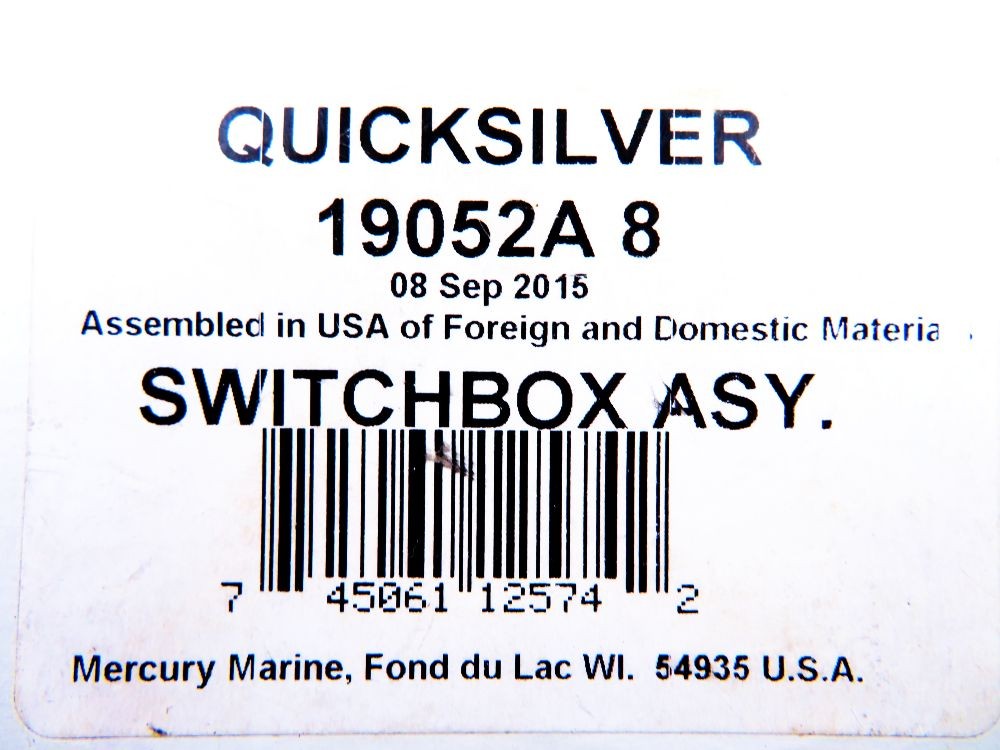 QUICKSILVER
19052A 8
08 Sep 2015
Assembled in USA of Foreign and Domestic Materia
SWITCHBOX ASY.
7 45061 12574 2
Mercury Marine, Fond du Lac WI. 54935 U.S.A.